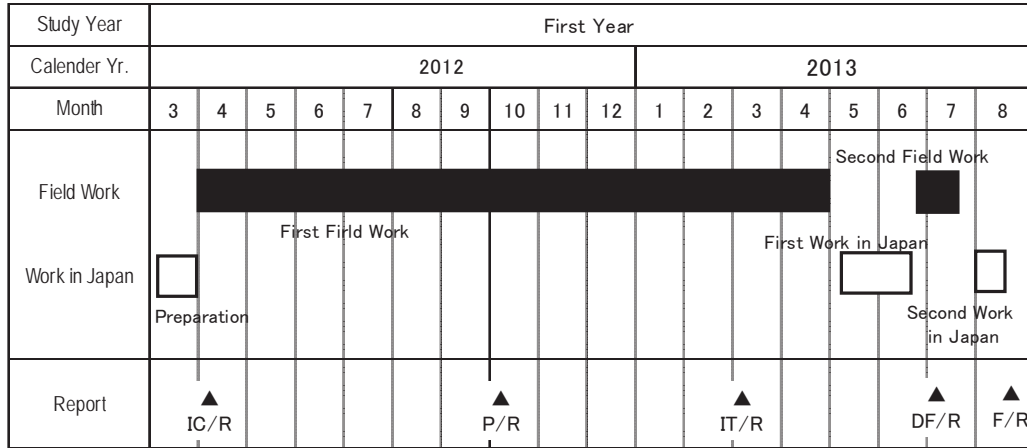 Study Year First Year
Calender Yr. 2012 2013
Month 3 4 5 6 7 8 9 10 11 12 1 2 3 4 5 6 7 8
Second Field Work
Field Work
First Firld Work
First Work in Japan
Work in Japan
Preparation
Second Work
in Japan
Report
IC/R P/R IT/R DF/R F/R